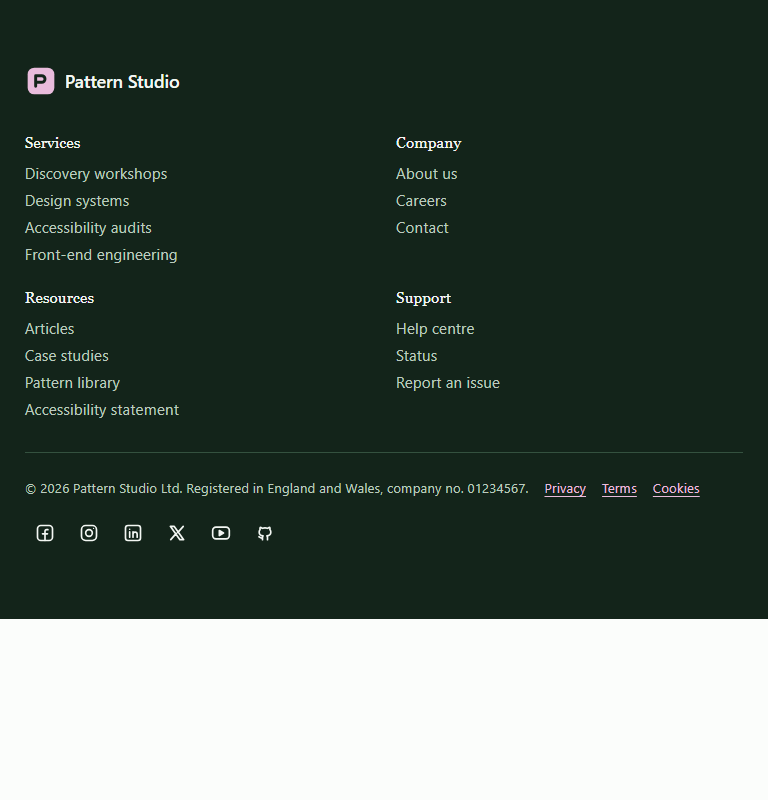 Pattern Studio
Services
Discovery workshops
Design systems
Accessibility audits
Front-end engineering
Company
About us
Careers
Contact
Resources
Articles
Case studies
Pattern library
Accessibility statement
Support
Help centre
Status
Report an issue
© 2026 Pattern Studio Ltd. Registered in England and Wales, company no. 01234567. Privacy Terms Cookies